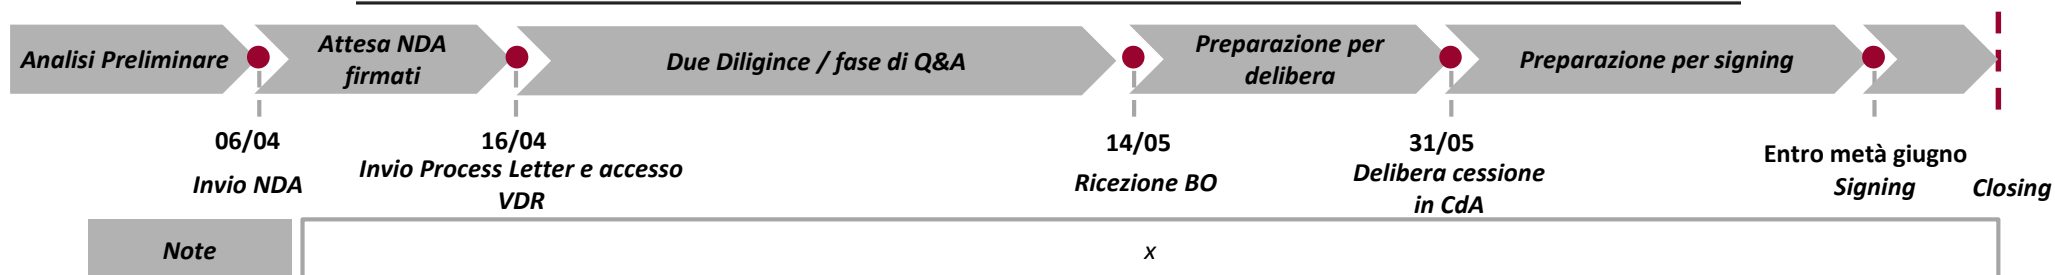 Analisi Preliminare
Attesa NDA
firmati
Due Diligince / fase di Q&A
Preparazione per
delibera
Preparazione per signing
06/04
Invio NDA
16/04
Invio Process Letter e accesso
VDR
14/05
Ricezione BO
31/05
Delibera cessione
in CdA
Entro metà giugno
Signing
Closing
Note
x